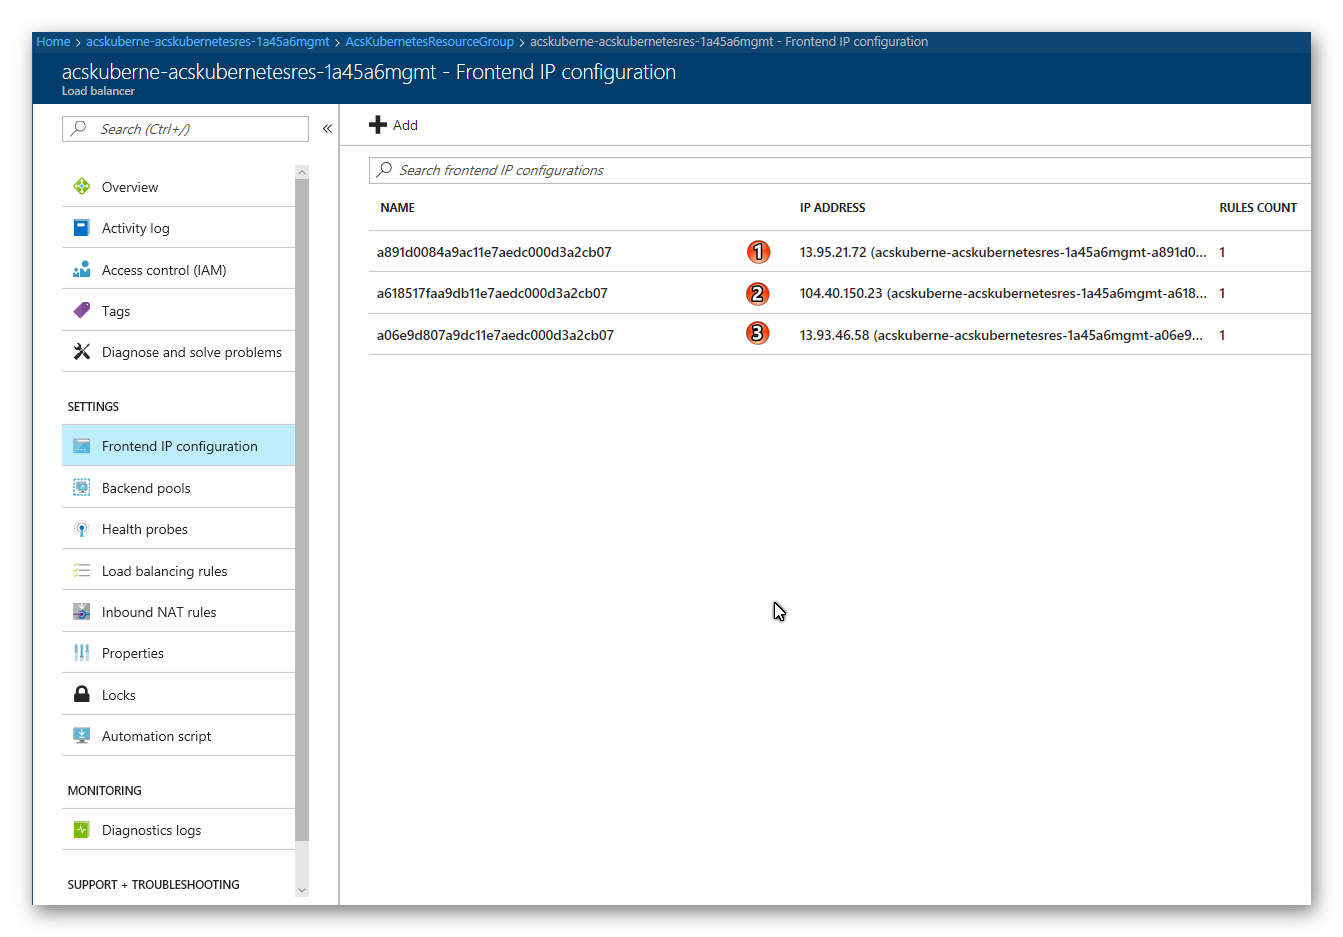 Home > acskuberne-acskubernetesres-1a45a6mgmt > AcsKubernetesResourceGroup > acskuberne-acskubernetesres-1a45a6mgmt - Frontend IP configuration
acskuberne-acskubernetesres-1a45a6mgmt - Frontend IP configuration
Load balancer
Search (Ctrl+/)
«
Overview
Activity log
Access control (IAM)
Tags
Diagnose and solve problems
SETTINGS
Frontend IP configuration
Backend pools
Health probes
Load balancing rules
Inbound NAT rules
Properties
Locks
Automation script
MONITORING
Diagnostics logs
SUPPORT + TROUBLESHOOTING
Add
Search frontend IP configurations
NAME IP ADDRESS RULES COUNT
a891d0084a9ac11e7aedc000d3a2cb07 1 13.95.21.72 (acskuberne-acskubernetesres-1a45a6mgmt-a891d0... 1
a618517faa9db11e7aedc000d3a2cb07 2 104.40.150.23 (acskuberne-acskubernetesres-1a45a6mgmt-a618... 1
a06e9d807a9dc11e7aedc000d3a2cb07 3 13.93.46.58 (acskuberne-acskubernetesres-1a45a6mgmt-a06e9... 1